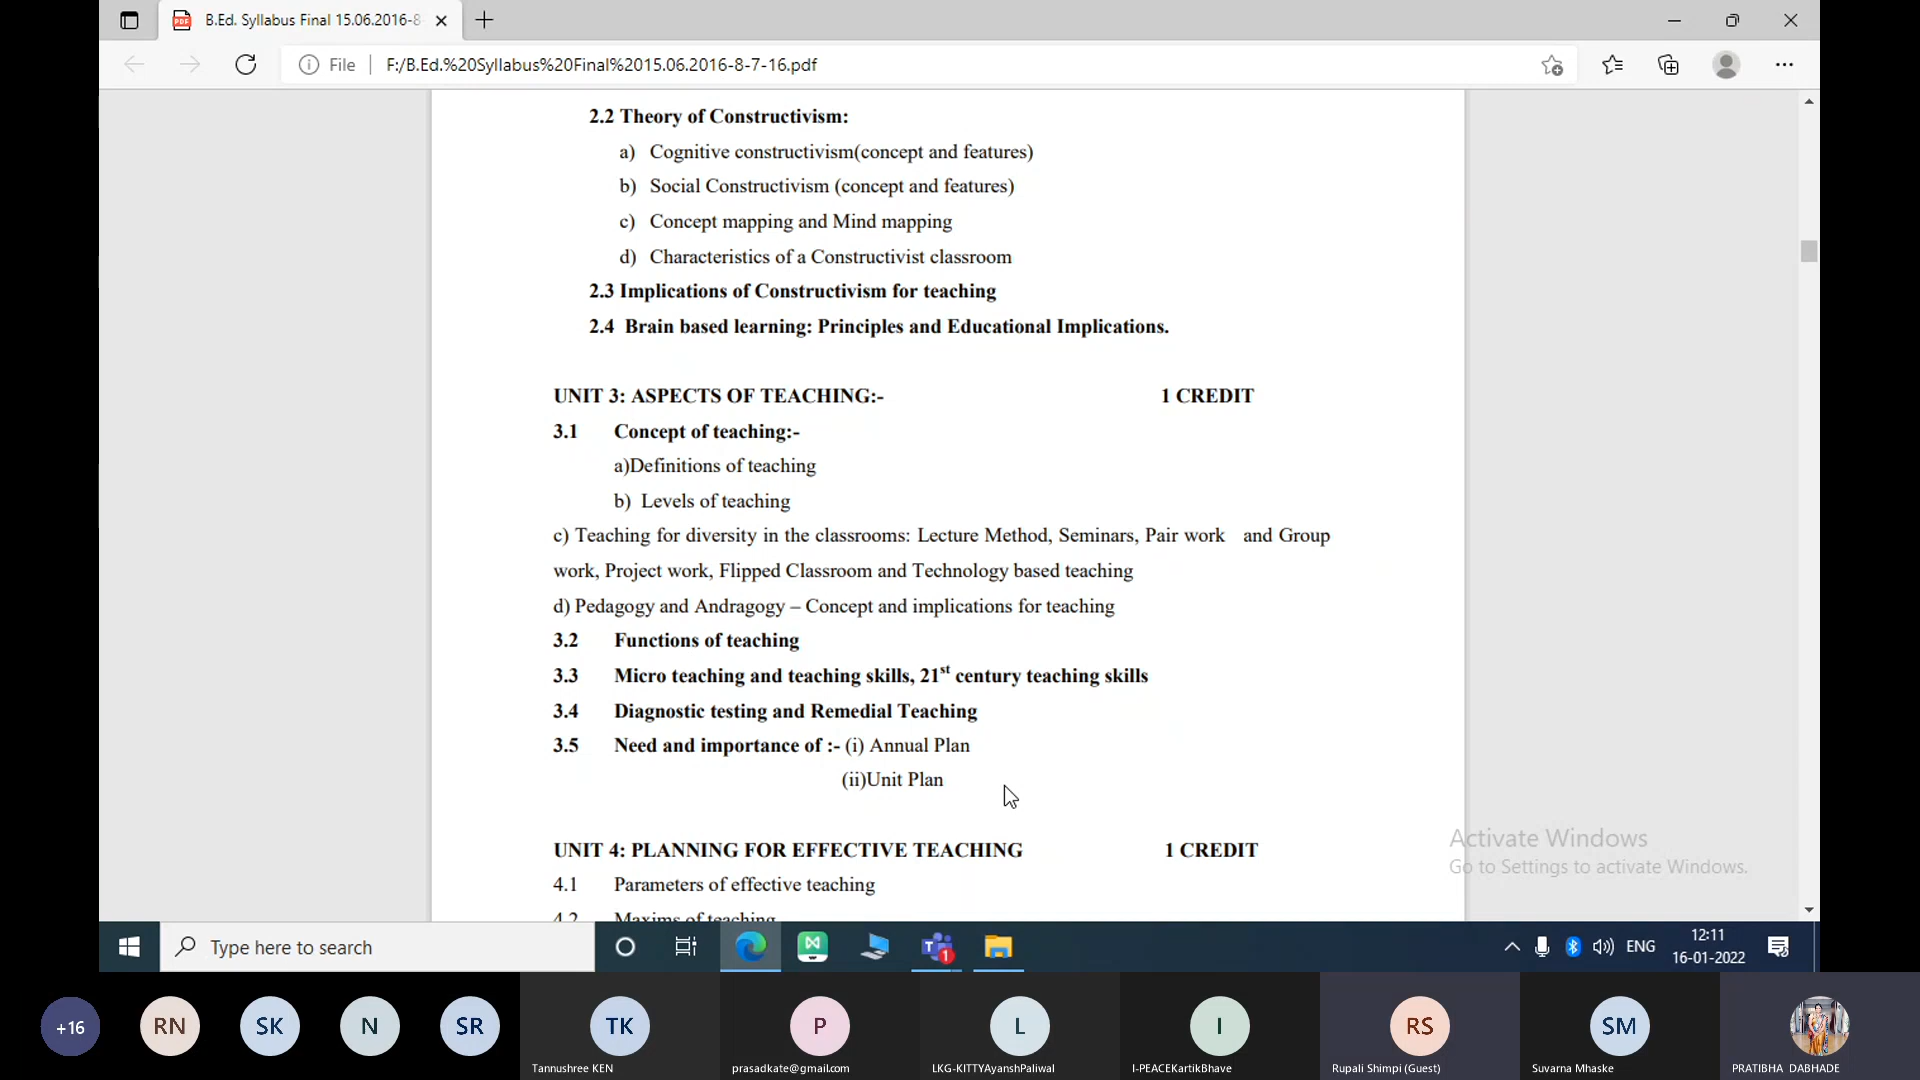 B.Ed. Syllabus Final 15.06.2016-8-
File
F:/B.Ed.%20Syllabus%20Final%2015.06.2016-8-7-16.pdf
2.2 Theory of Constructivism:
a) Cognitive constructivism(concept and features)
b) Social Constructivism (concept and features)
c) Concept mapping and Mind mapping
d) Characteristics of a Constructivist classroom
2.3 Implications of Constructivism for teaching
2.4 Brain based learning: Principles and Educational Implications.
UNIT 3: ASPECTS OF TEACHING:- 1 CREDIT
3.1 Concept of teaching:-
a)Definitions of teaching
b) Levels of teaching
c) Teaching for diversity in the classrooms: Lecture Method, Seminars, Pair work and Group
work, Project work, Flipped Classroom and Technology based teaching
d) Pedagogy and Andragogy – Concept and implications for teaching
3.2 Functions of teaching
3.3 Micro teaching and teaching skills, 21st century teaching skills
3.4 Diagnostic testing and Remedial Teaching
3.5 Need and importance of :- (i) Annual Plan
(ii)Unit Plan
UNIT 4: PLANNING FOR EFFECTIVE TEACHING 1 CREDIT
4.1 Parameters of effective teaching
4.2 Maxims of teaching
Activate Windows
Go to Settings to activate Windows.
Type here to search
1
ENG
12:11
16-01-2022
+16 RN SK N SR TK P L I RS SM
Tannushree KEN prasadkate@gmail.com LKG-KITTYAyanshPaliwal I-PEACEKartikBhave Rupali Shimpi (Guest) Suvarna Mhaske PRATIBHA DABHADE